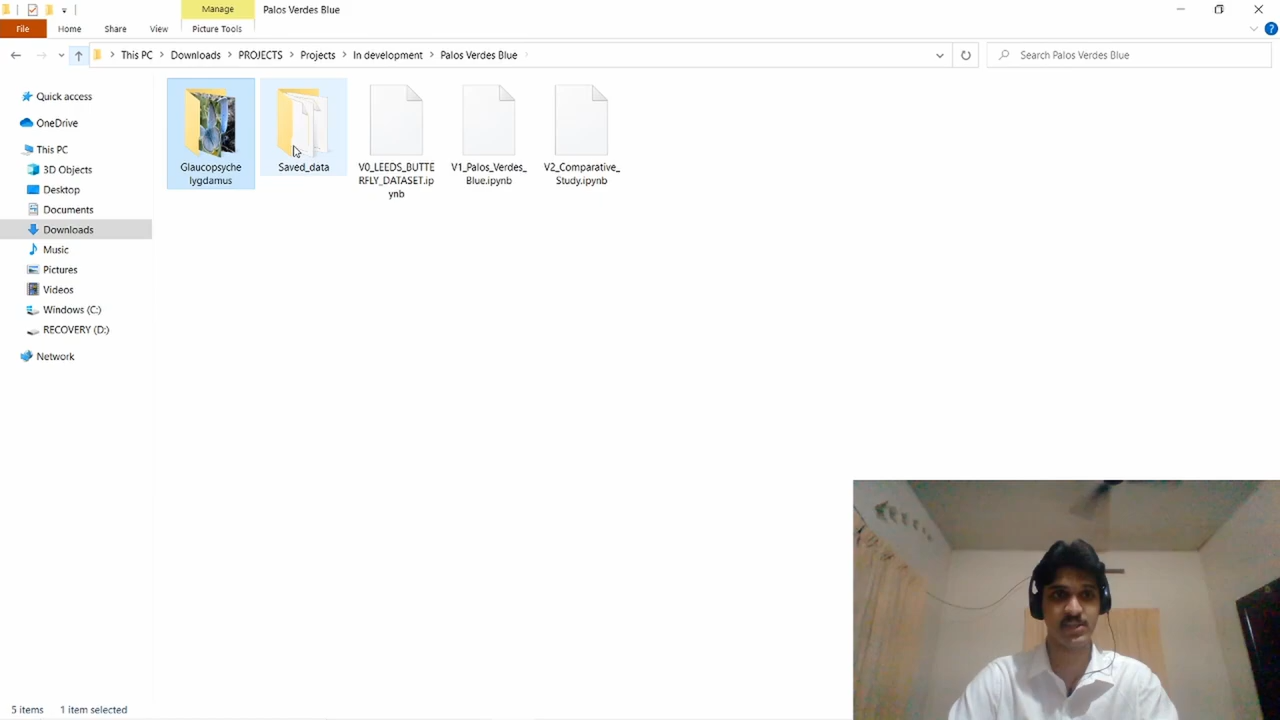 Manage
Palos Verdes Blue
File
Home
Share
View
Picture Tools
?
This PC
Downloads
PROJECTS
Projects
In development
Palos Verdes Blue
Search Palos Verdes Blue
Quick access
OneDrive
This PC
3D Objects
Desktop
Documents
Downloads
Music
Pictures
Videos
Windows (C:)
RECOVERY (D:)
Network
Glaucopsyche
lygdamus
Saved_data
V0_LEEDS_BUTTE
RFLY_DATASET.ip
ynb
V1_Palos_Verdes_
Blue.ipynb
V2_Comparative_
Study.ipynb
5 items
1 item selected